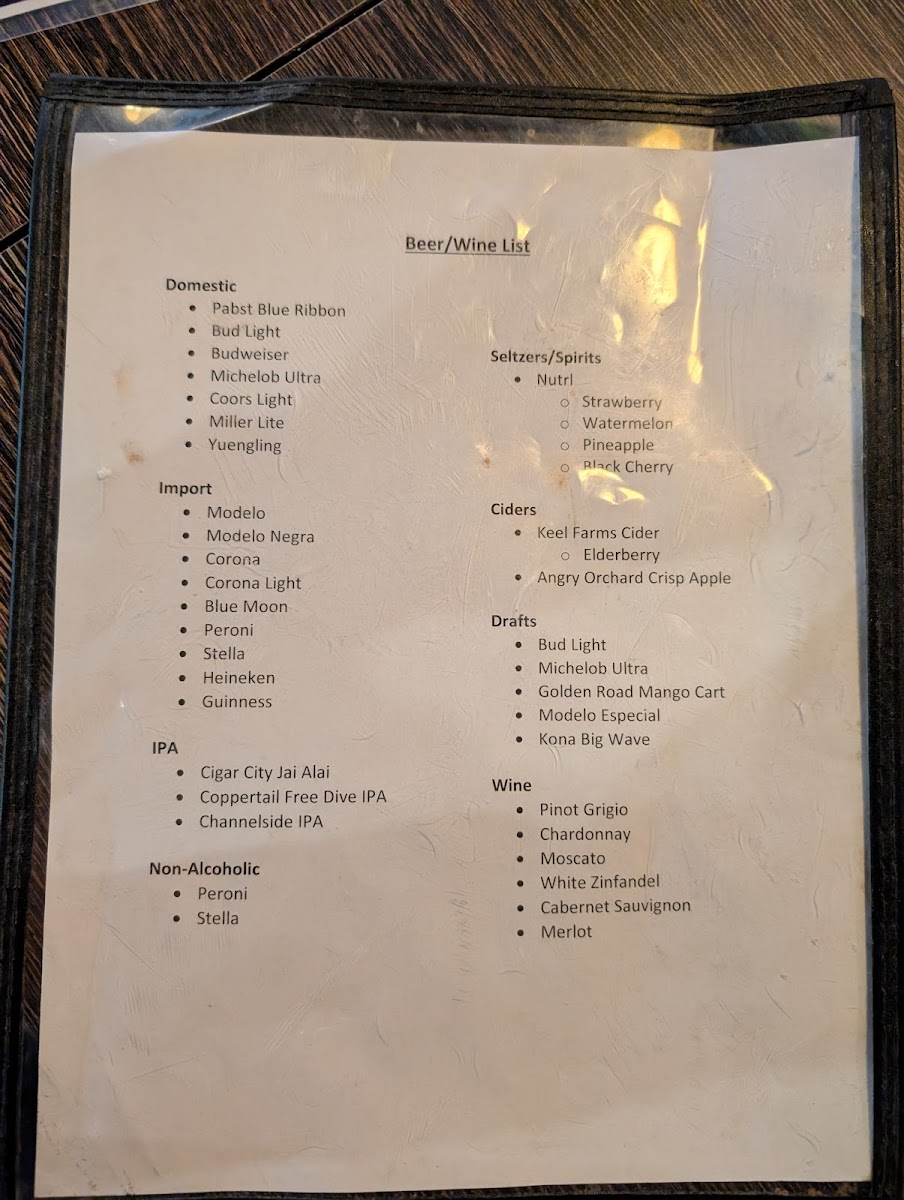 Beer/Wine List
Domestic
• Pabst Blue Ribbon
• Bud Light
• Budweiser
• Michelob Ultra
• Coors Light
• Miller Lite
• Yuengling
Import
• Modelo
• Modelo Negra
• Corona
• Corona Light
• Blue Moon
• Peroni
• Stella
• Heineken
• Guinness
IPA
• Cigar City Jai Alai
• Coppertail Free Dive IPA
• Channelside IPA
Non-Alcoholic
• Peroni
• Stella
Seltzers/Spirits
• Nutrl
○ Strawberry
○ Watermelon
○ Pineapple
○ Black Cherry
Ciders
• Keel Farms Cider
○ Elderberry
• Angry Orchard Crisp Apple
Drafts
• Bud Light
• Michelob Ultra
• Golden Road Mango Cart
• Modelo Especial
• Kona Big Wave
Wine
• Pinot Grigio
• Chardonnay
• Moscato
• White Zinfandel
• Cabernet Sauvignon
• Merlot